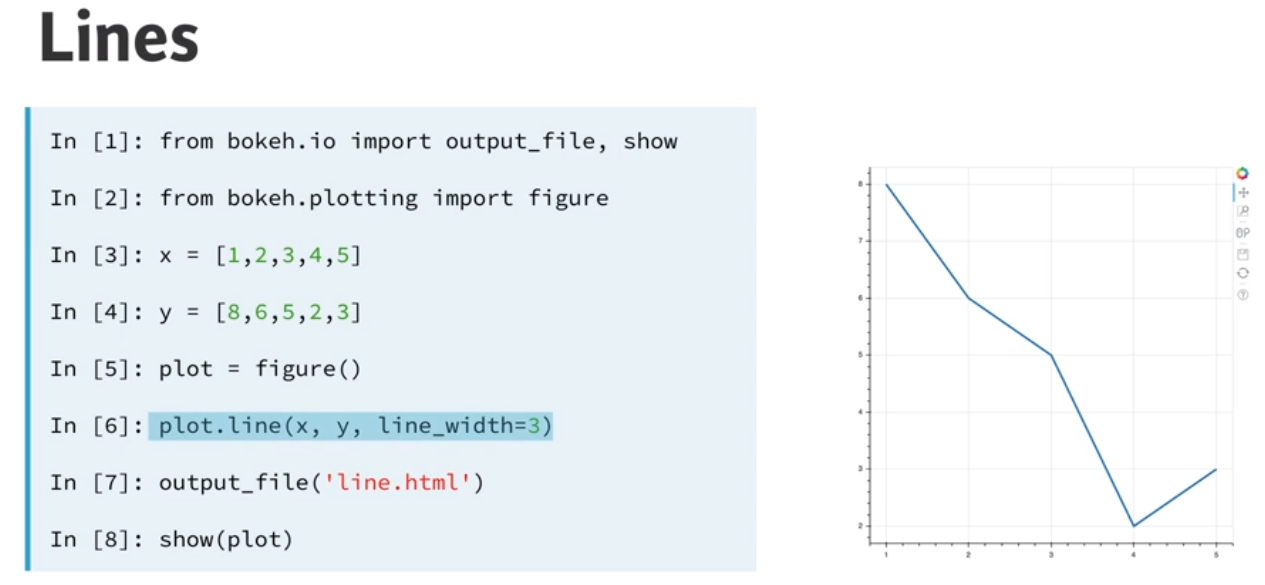 Lines
In [1]: from bokeh.io import output_file, show
In [2]: from bokeh.plotting import figure
In [3]: x = [1,2,3,4,5]
In [4]: y = [8,6,5,2,3]
In [5]: plot = figure()
In [6]: plot.line(x, y, line_width=3)
In [7]: output_file('line.html')
In [8]: show(plot)
8
7
6
5
4
3
2
1 2 3 4 5